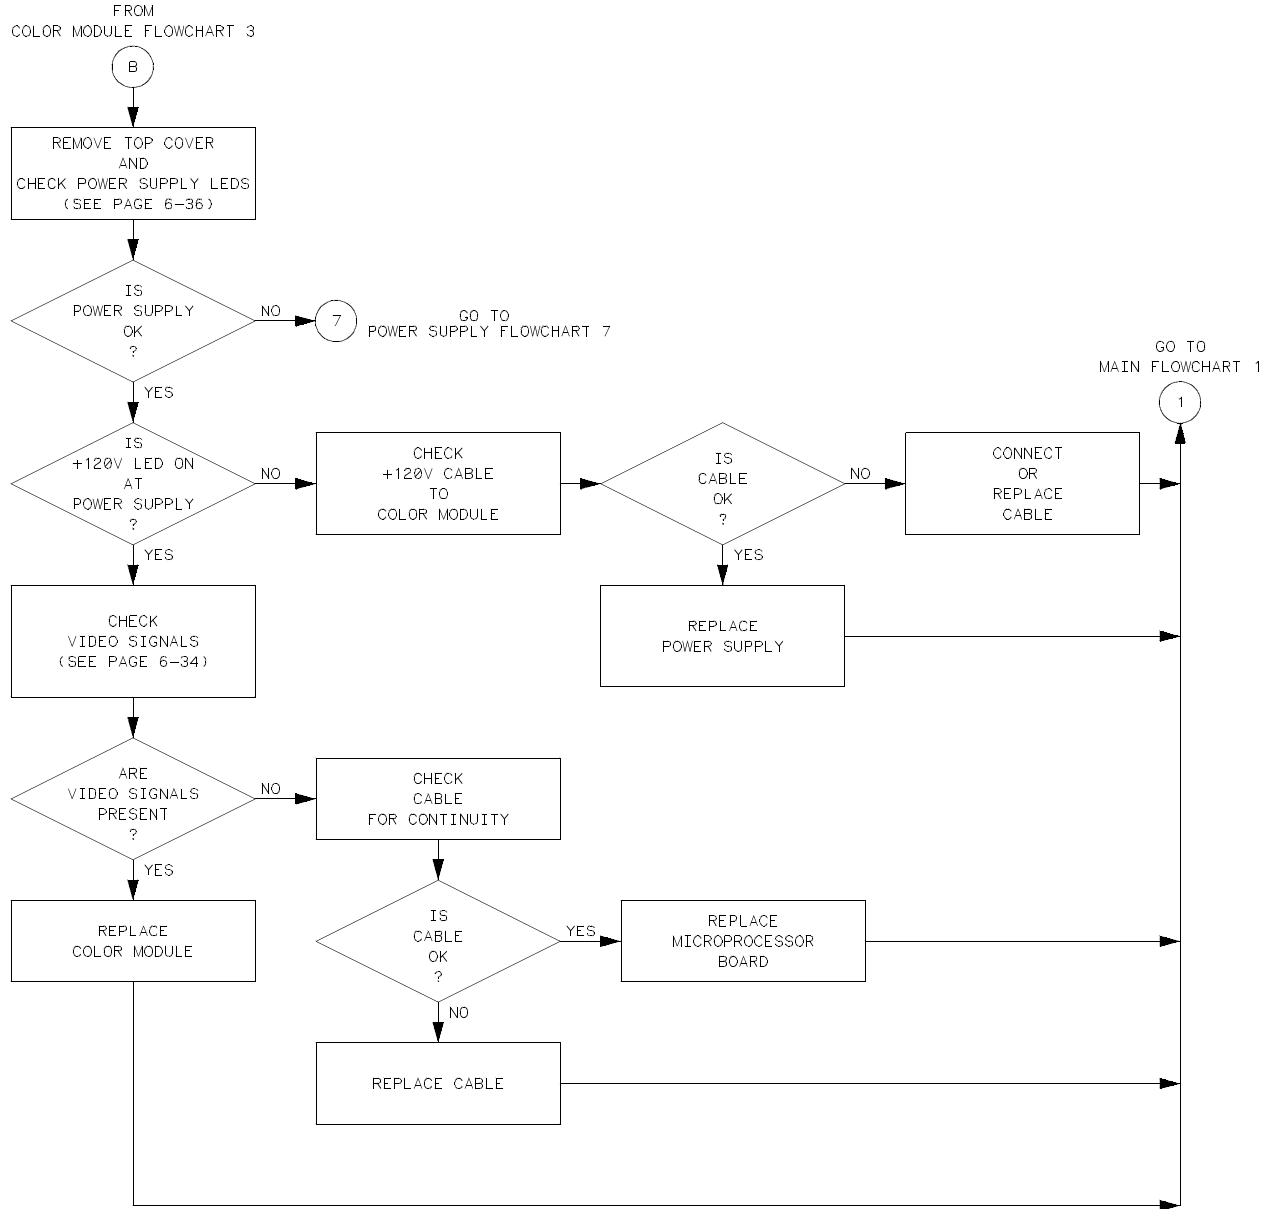 FROM
COLOR MODULE FLOWCHART 3
B
REMOVE TOP COVER
AND
CHECK POWER SUPPLY LEDS
(SEE PAGE 6-36)
IS
POWER SUPPLY
OK
?
NO
7
GO TO
POWER SUPPLY FLOWCHART 7
YES
GO TO
MAIN FLOWCHART 1
1
IS
+120V LED ON
AT
POWER SUPPLY
?
NO
CHECK
+120V CABLE
TO
COLOR MODULE
IS
CABLE
OK
?
NO
CONNECT
OR
REPLACE
CABLE
YES
YES
CHECK
VIDEO SIGNALS
(SEE PAGE 6-34)
REPLACE
POWER SUPPLY
ARE
VIDEO SIGNALS
PRESENT
?
NO
CHECK
CABLE
FOR CONTINUITY
YES
REPLACE
COLOR MODULE
IS
CABLE
OK
?
YES
REPLACE
MICROPROCESSOR
BOARD
NO
REPLACE CABLE